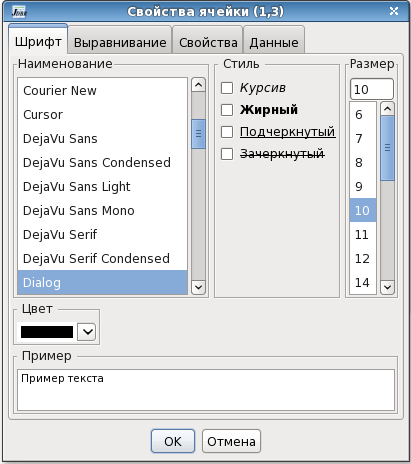 Свойства ячейки (1,3)
Шрифт Выравнивание Свойства Данные
Наименование Стиль Размер
Courier New
Cursor
DejaVu Sans
DejaVu Sans Condensed
DejaVu Sans Light
DejaVu Sans Mono
DejaVu Serif
DejaVu Serif Condensed
Dialog
Курсив
Жирный
Подчеркнутый
Зачеркнутый
10
6
7
8
9
10
11
12
14
Цвет
Пример
Пример текста
OK Отмена